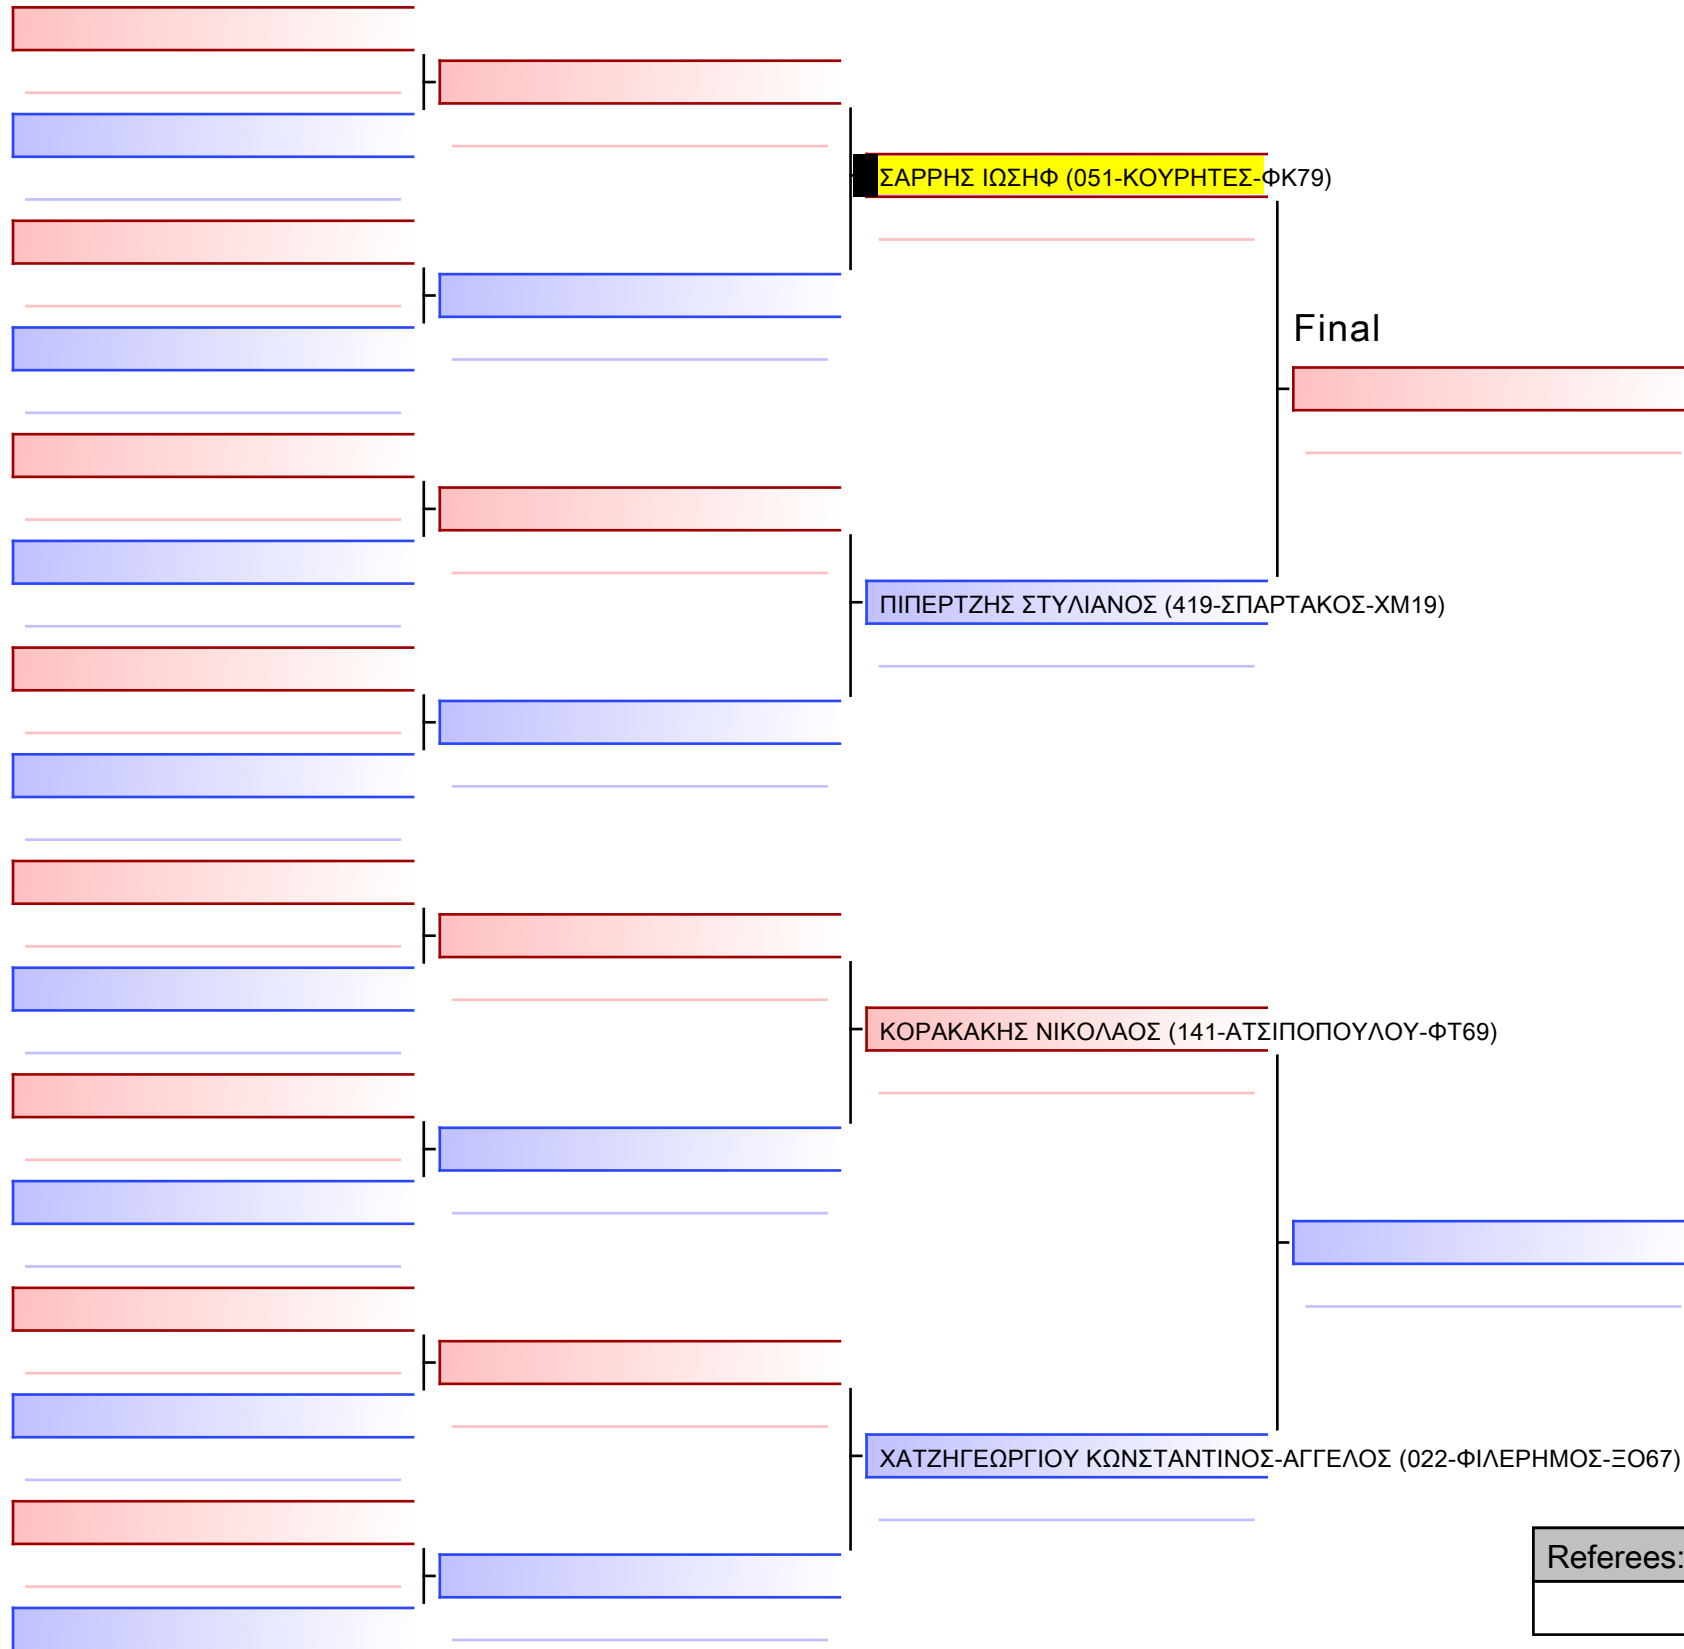 ΣΑΡΡΗΣ ΙΩΣΗΦ (051-ΚΟΥΡΗΤΕΣ-ΦΚ79)
Final
ΠΙΠΕΡΤΖΗΣ ΣΤΥΛΙΑΝΟΣ (419-ΣΠΑΡΤΑΚΟΣ-ΧΜ19)
ΚΟΡΑΚΑΚΗΣ ΝΙΚΟΛΑΟΣ (141-ΑΤΣΙΠΟΠΟΥΛΟΥ-ΦΤ69)
ΧΑΤΖΗΓΕΩΡΓΙΟΥ ΚΩΝΣΤΑΝΤΙΝΟΣ-ΑΓΓΕΛΟΣ (022-ΦΙΛΕΡΗΜΟΣ-ΞΟ67)
Referees: